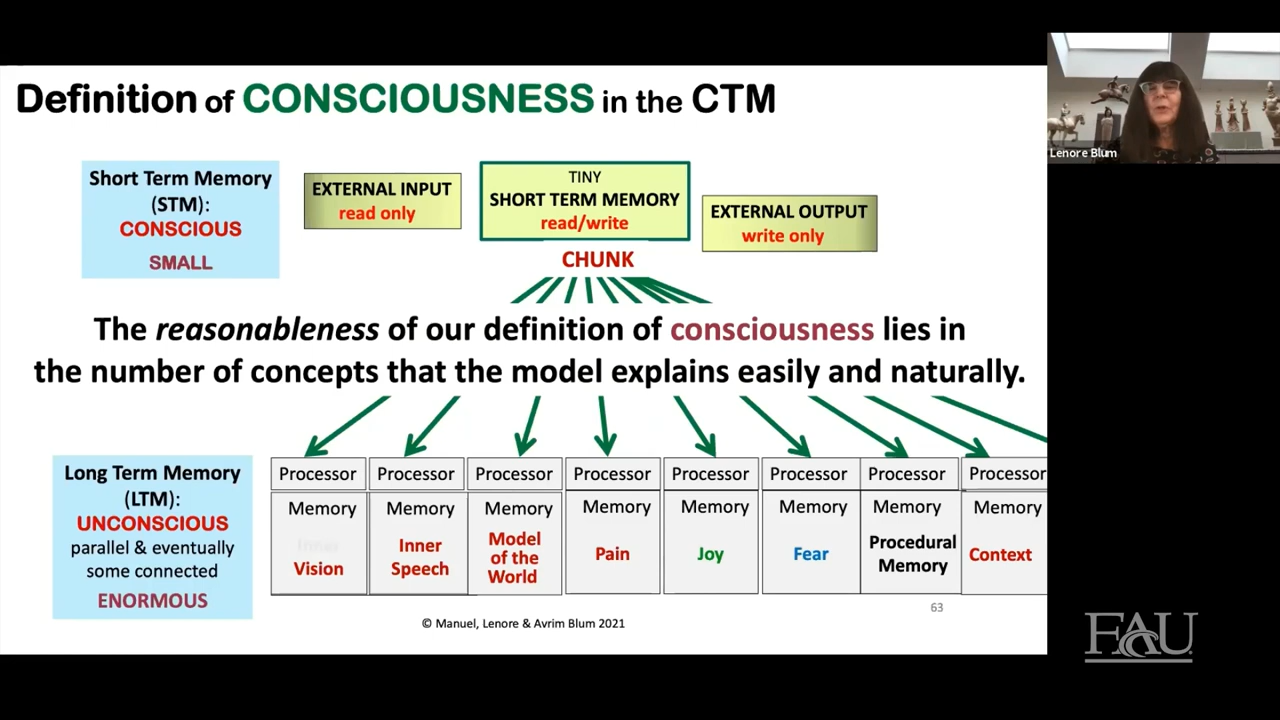 Definition of CONSCIOUSNESS in the CTM
Lenore Blum
Short Term Memory
(STM):
CONSCIOUS
SMALL
EXTERNAL INPUT
read only
TINY
SHORT TERM MEMORY
read/write
EXTERNAL OUTPUT
write only
CHUNK
The reasonableness of our definition of consciousness lies in
the number of concepts that the model explains easily and naturally.
Long Term Memory
(LTM):
UNCONSCIOUS
parallel & eventually
some connected
ENORMOUS
Processor Processor Processor Processor Processor Processor Processor Processor
Memory Memory Memory Memory Memory Memory Memory Memory
Inner
Vision
Inner
Speech
Model
of the
World
Pain
Joy
Fear
Procedural
Memory
Context
63
© Manuel, Lenore & Avrim Blum 2021
FAU